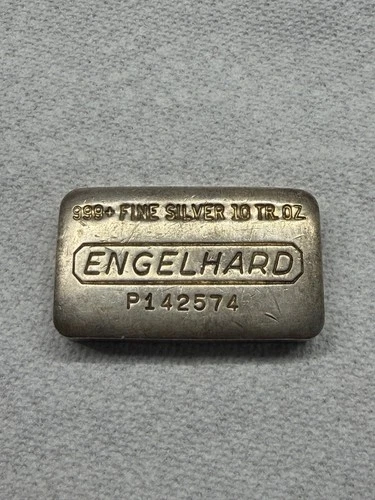 999+ FINE SILVER 10 TR. OZ
ENGELHARD
P142574